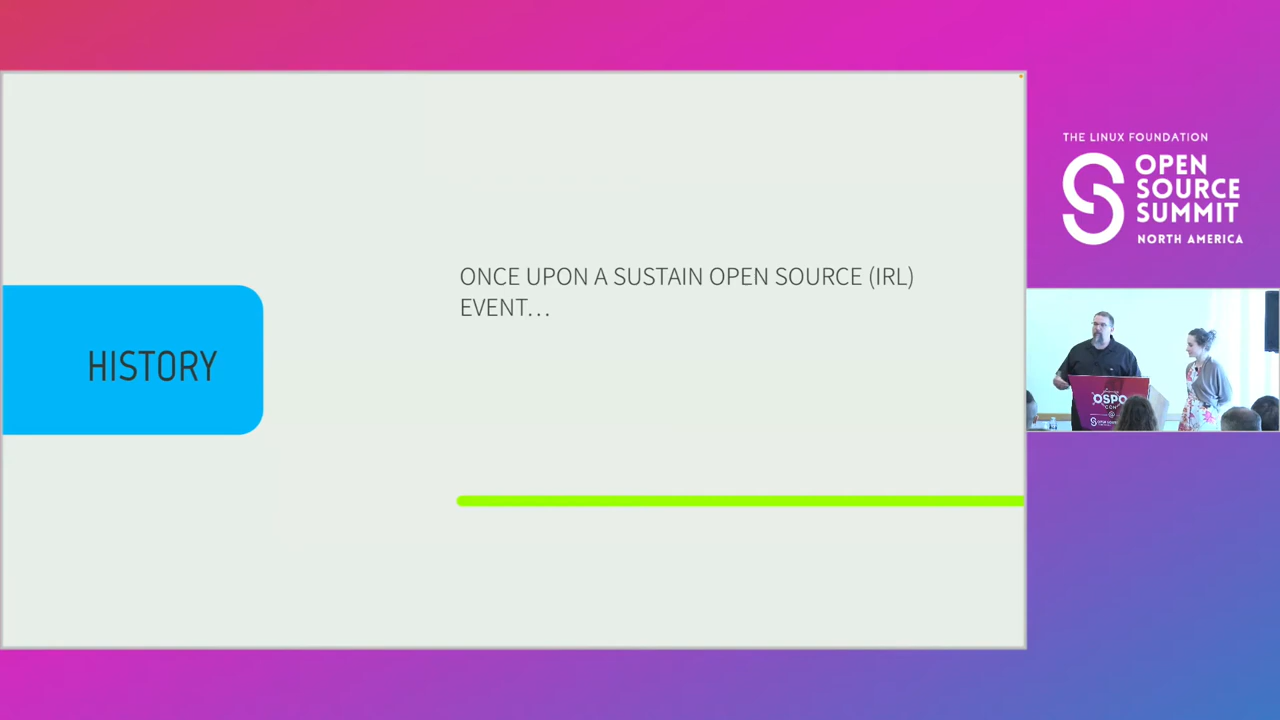 HISTORY
ONCE UPON A SUSTAIN OPEN SOURCE (IRL)
EVENT...
THE LINUX FOUNDATION
OPEN
SOURCE
SUMMIT
NORTH AMERICA
OSPO